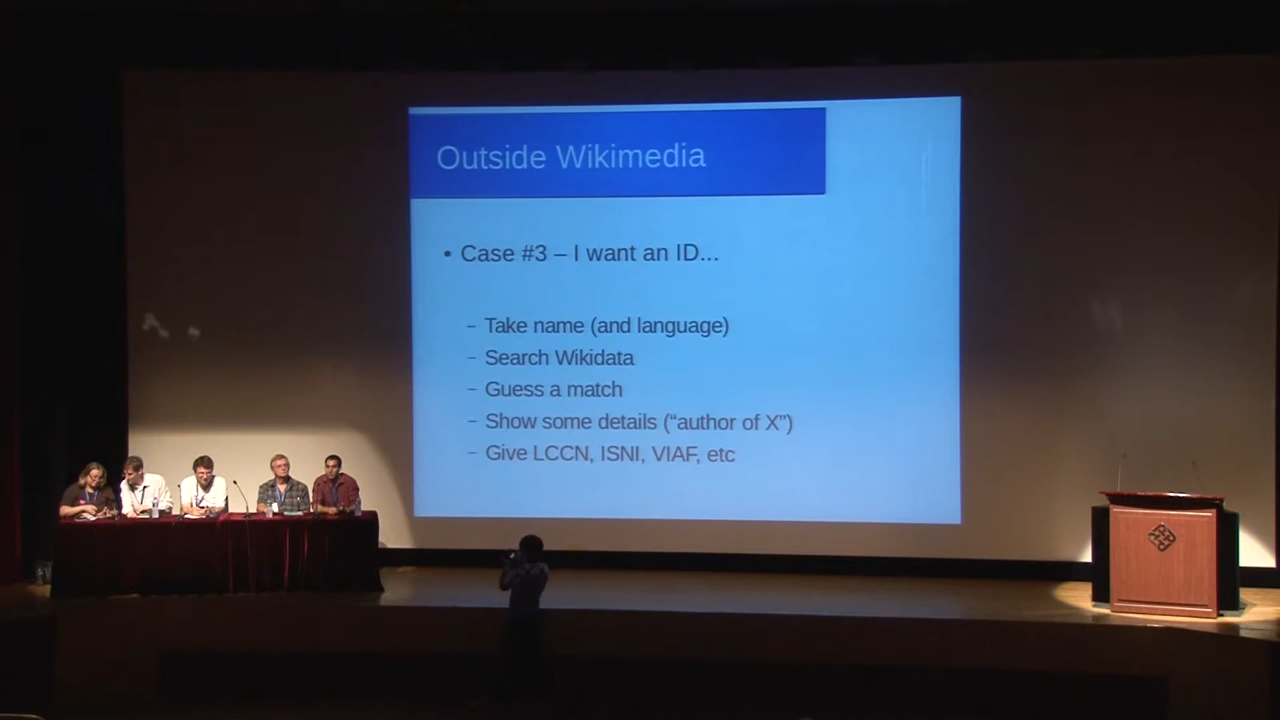 Outside Wikimedia
• Case #3 – I want an ID...
– Take name (and language)
– Search Wikidata
– Guess a match
– Show some details (“author of X”)
– Give LCCN, ISNI, VIAF, etc